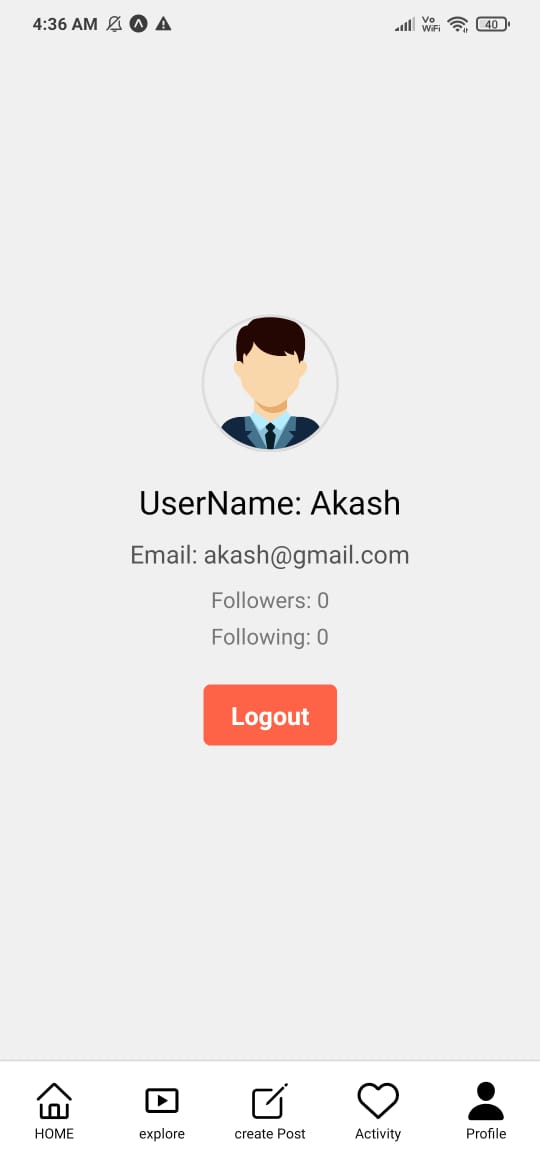 4:36 AM Vo WiFi 40
UserName: Akash
Email: akash@gmail.com
Followers: 0
Following: 0
Logout
HOME explore create Post Activity Profile